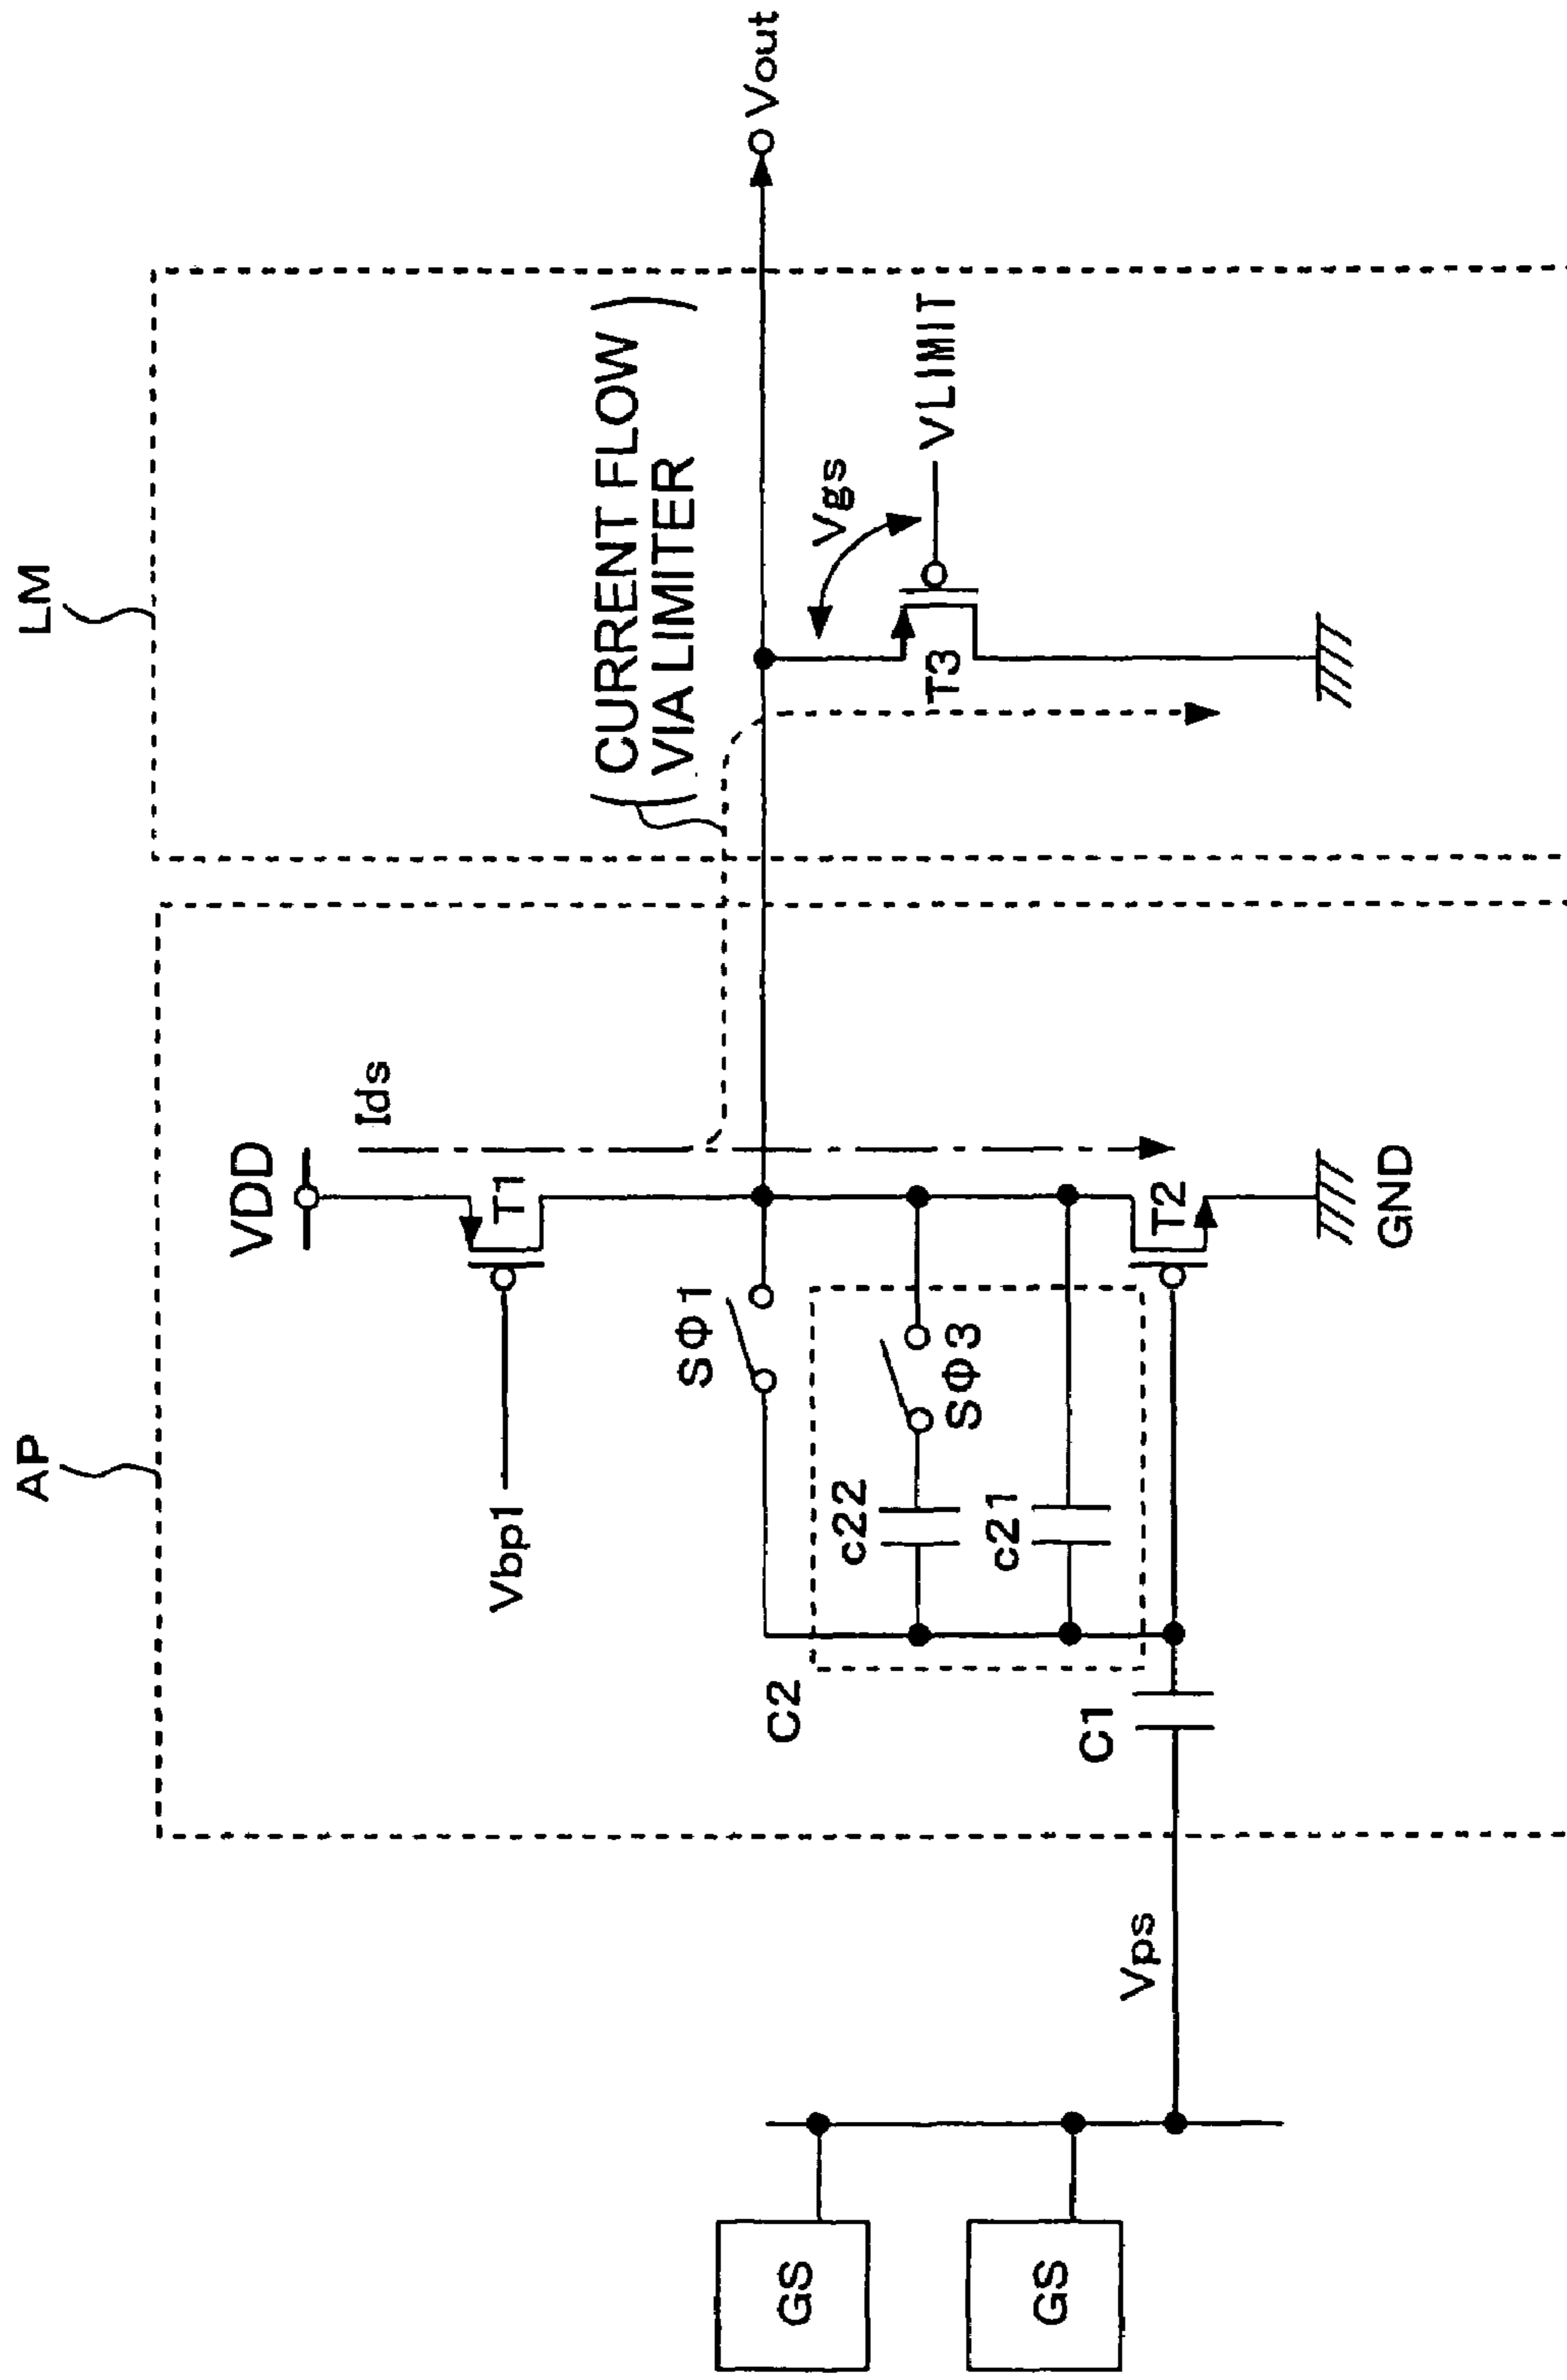 AP
LM
VDD
Ids
Vbp1
T1
(CURRENT FLOW
VIA LIMITER)
Vout
SΦ1
Vgs
C2
c22
SΦ3
VLIMIT
T3
c21
C1
T2
Vps
GS
GS
GND